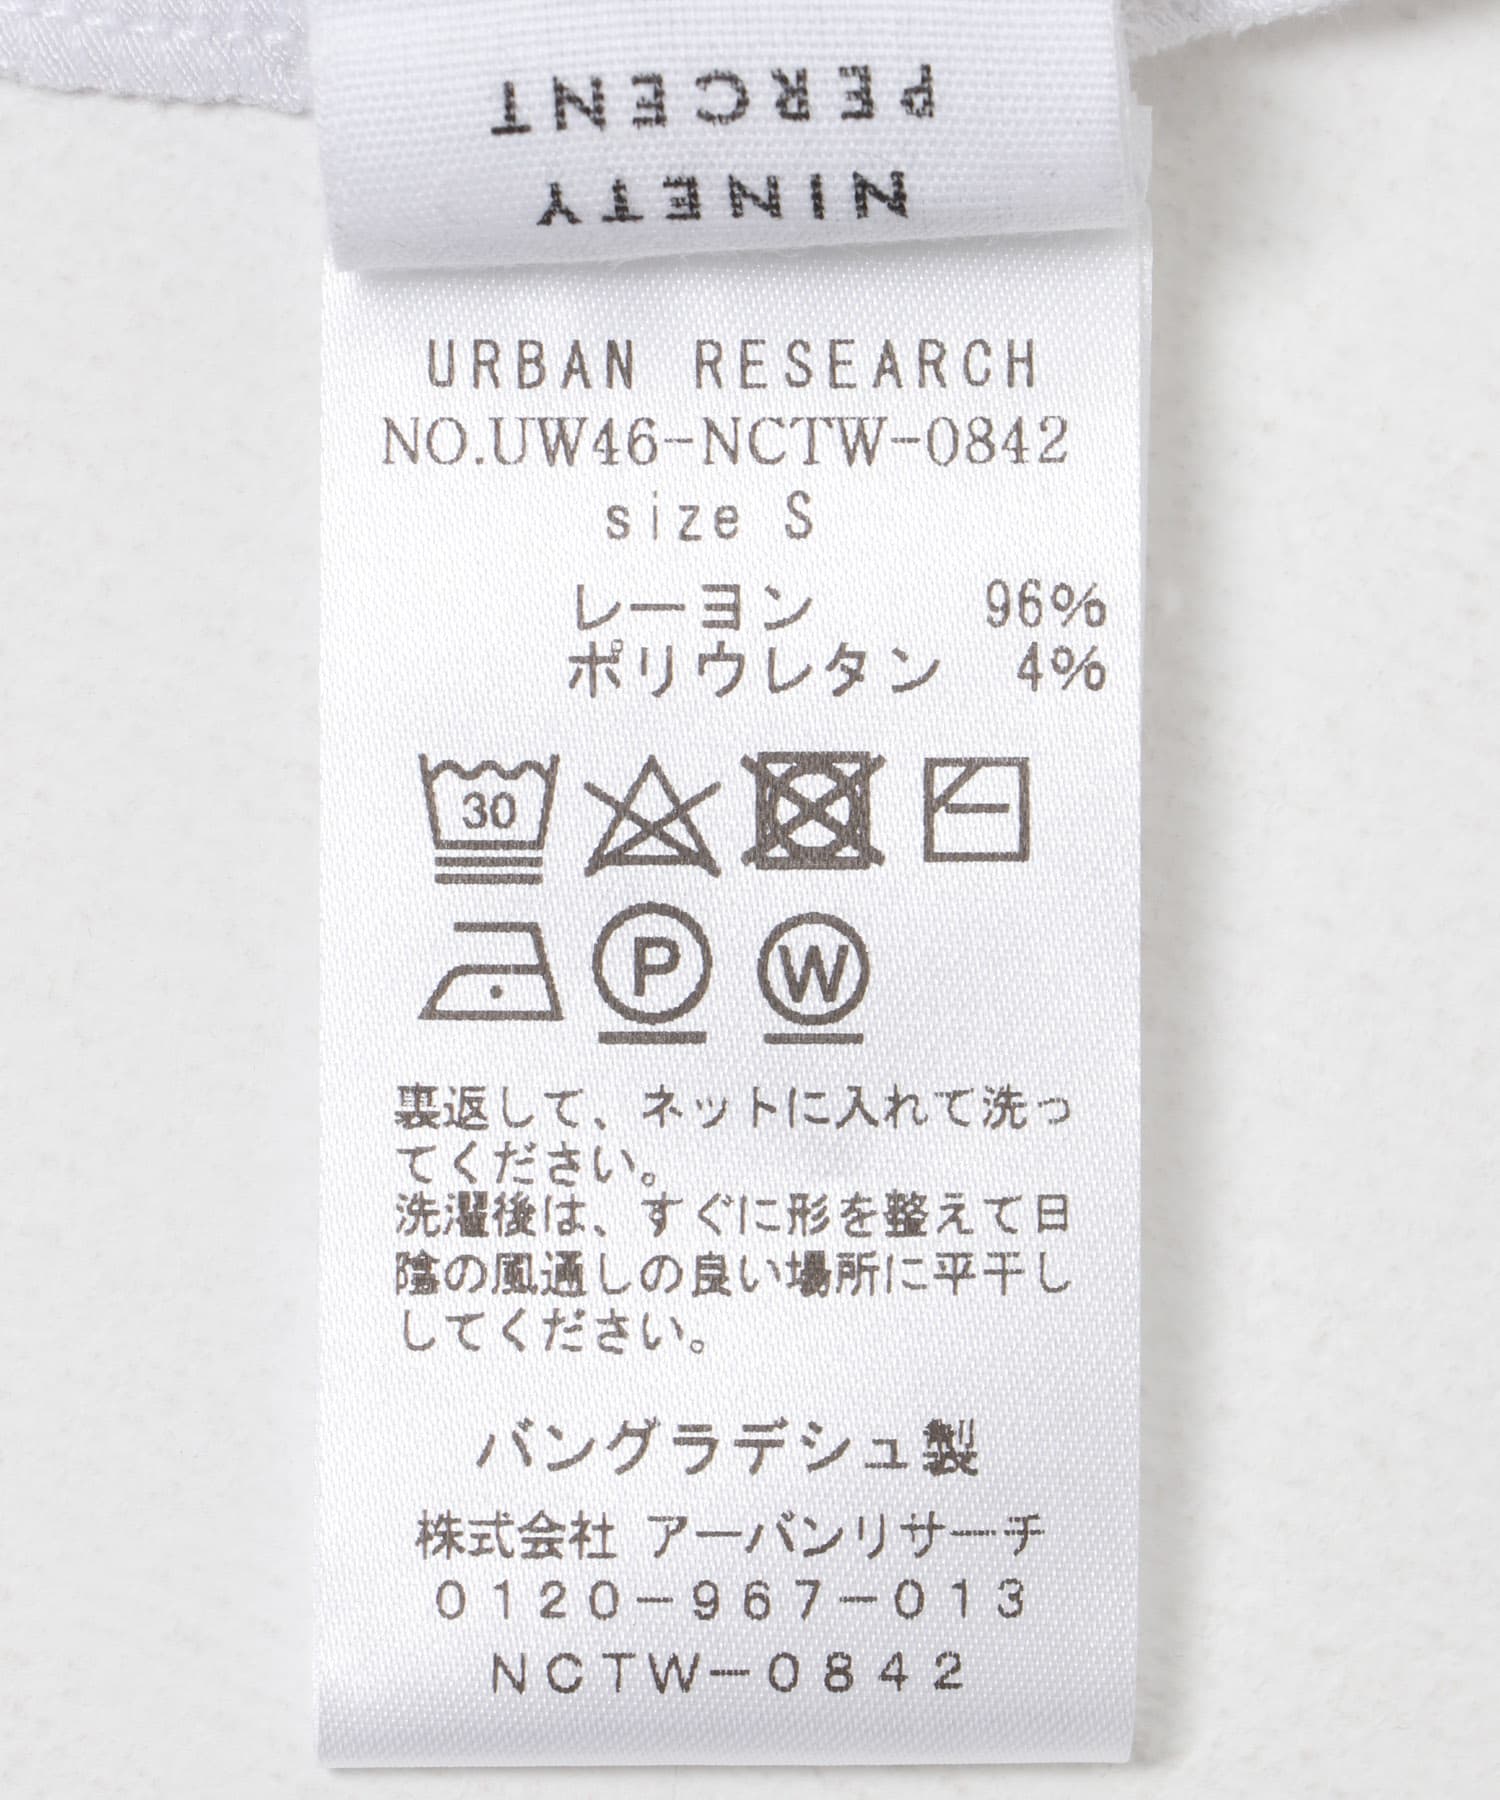 NINETY
PERCENT
URBAN RESEARCH
NO.UW46-NCTW-0842
size S
レーヨン 96%
ポリウレタン 4%
30
P W
裏返して、ネットに入れて洗っ
てください。
洗濯後は、すぐに形を整えて日
陰の風通しの良い場所に平干し
してください。
バングラデシュ製
株式会社 アーバンリサーチ
0120-967-013
NCTW-0842